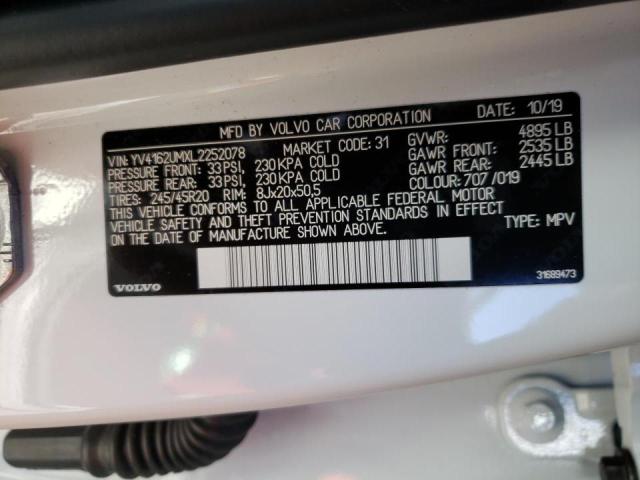 MFD BY VOLVO CAR CORPORATION DATE: 10/19
VIN: YV4162UMXL2252078 MARKET CODE: 31 GVWR: 4895 LB
PRESSURE FRONT: 33PSI, 230KPA COLD GAWR FRONT: 2535 LB
PRESSURE REAR: 33PSI, 230KPA COLD GAWR REAR: 2445 LB
TIRES: 245/45R20 RIM: 8Jx20x50,5 COLOUR: 707 /019
THIS VEHICLE CONFORMS TO ALL APPLICABLE FEDERAL MOTOR
VEHICLE SAFETY AND THEFT PREVENTION STANDARDS IN EFFECT
ON DATE OF MANUFACTURE SHOWN ABOVE. TYPE: MPV
VOLVO 31689473